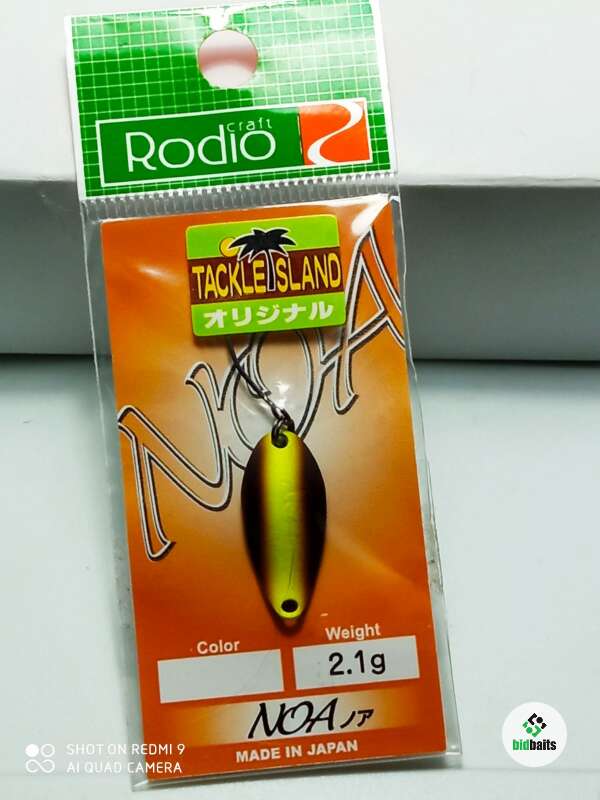 Rodio craft
TACKLE ISLAND
オリジナル
NOA
Color
Weight
2.1g
NOA ノア
MADE IN JAPAN
SHOT ON REDMI 9
AI QUAD CAMERA
bidbaits